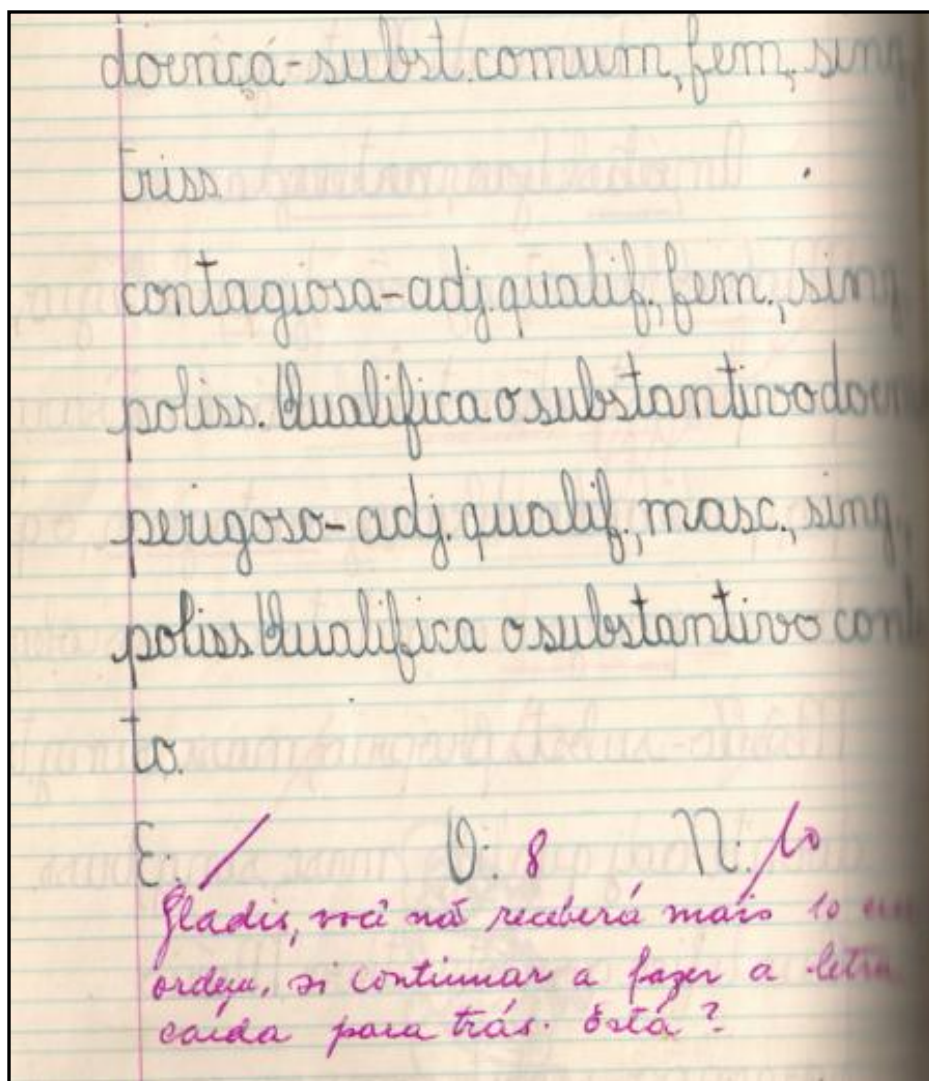 doença-subst. comum, fem., sing
triss.
contagiosa-adj. qualif., fem., sing
poliss. Qualifica o substantivo doen
perigoso-adj. qualif., masc., sing.,
poliss Qualifica o substantivo con
to.
E: / O: 8 N: 10
Gladis, você não receberá mais 10 em
ordem, si continuar a fazer a letra
caída para trás. Está?